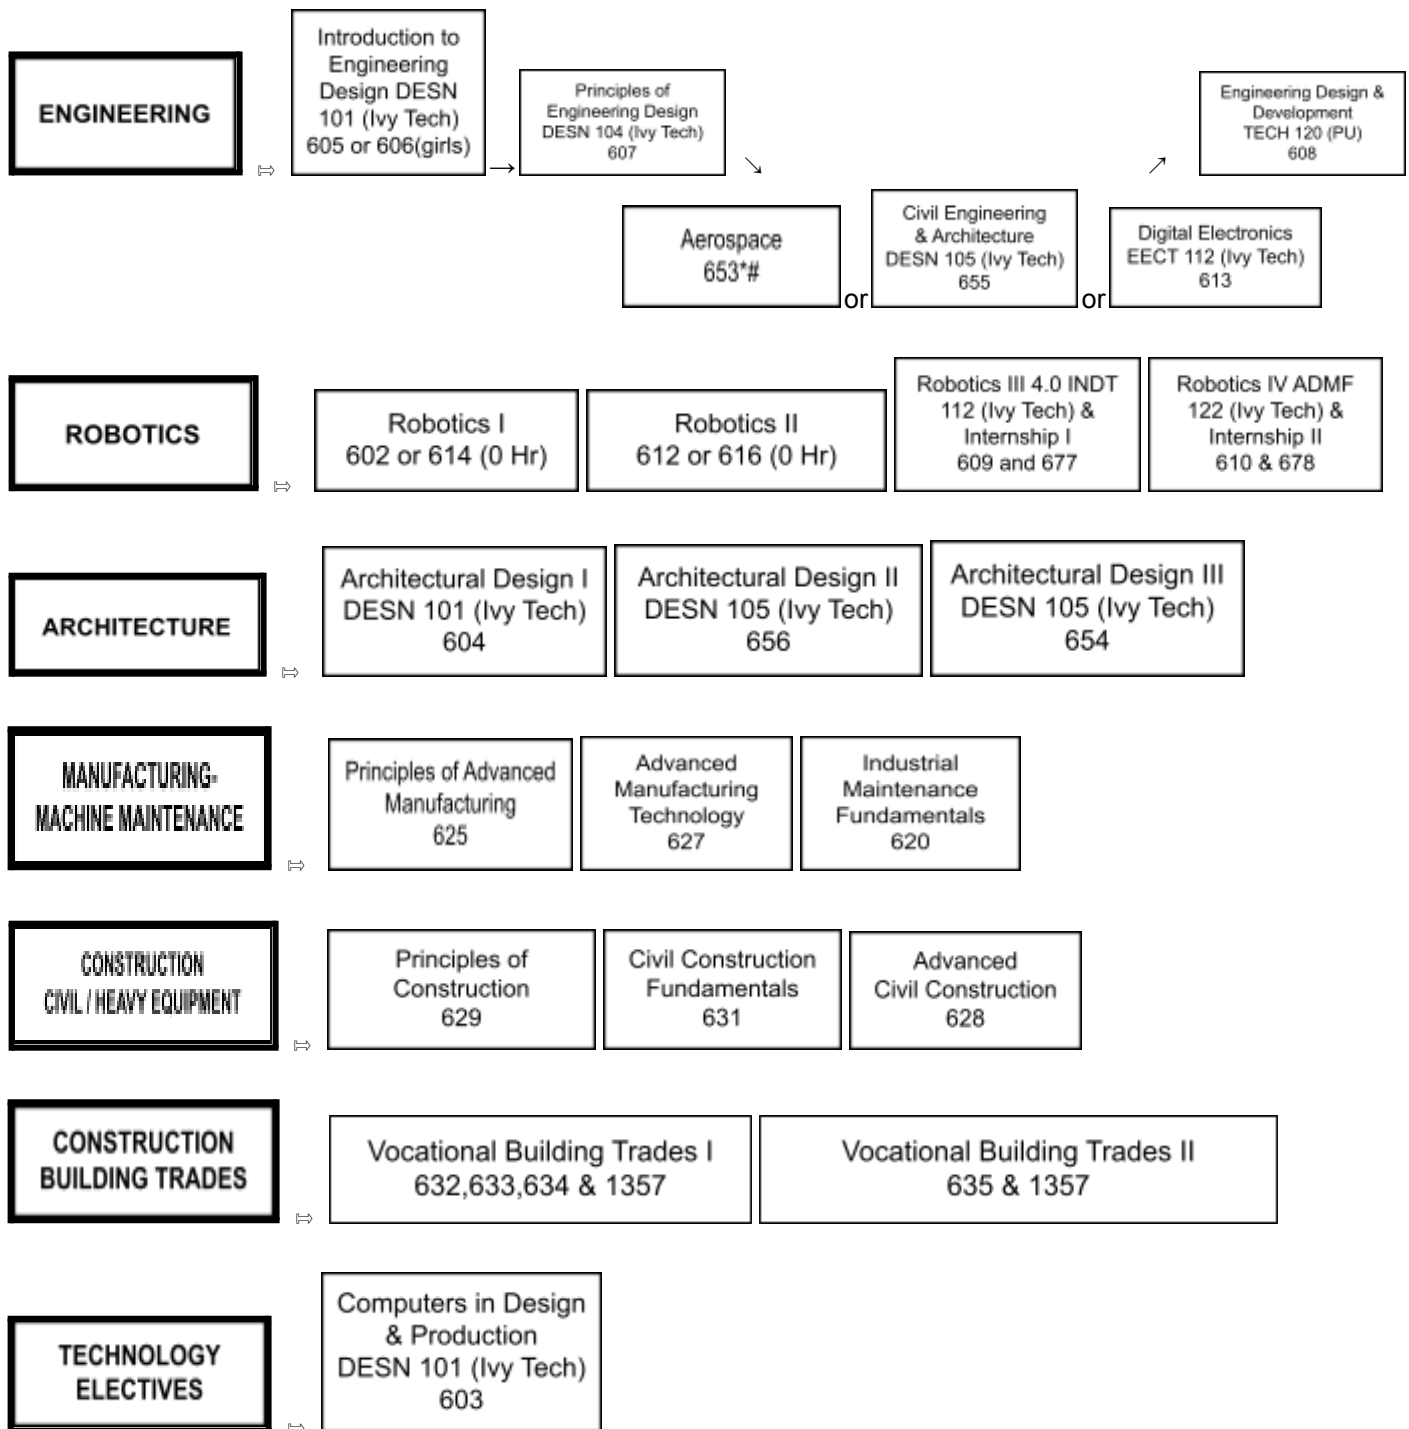 ENGINEERING
Introduction to
Engineering
Design DESN
101 (Ivy Tech)
605 or 606(girls)
→
Principles of
Engineering Design
DESN 104 (Ivy Tech)
607
Aerospace
653*#
or
Civil Engineering
& Architecture
DESN 105 (Ivy Tech)
655
or
Digital Electronics
EECT 112 (Ivy Tech)
613
Engineering Design &
Development
TECH 120 (PU)
608
ROBOTICS
Robotics I
602 or 614 (0 Hr)
Robotics II
612 or 616 (0 Hr)
Robotics III 4.0 INDT
112 (Ivy Tech) &
Internship I
609 and 677
Robotics IV ADMF
122 (Ivy Tech) &
Internship II
610 & 678
ARCHITECTURE
Architectural Design I
DESN 101 (Ivy Tech)
604
Architectural Design II
DESN 105 (Ivy Tech)
656
Architectural Design III
DESN 105 (Ivy Tech)
654
MANUFACTURING-
MACHINE MAINTENANCE
Principles of Advanced
Manufacturing
625
Advanced
Manufacturing
Technology
627
Industrial
Maintenance
Fundamentals
620
CONSTRUCTION
CIVIL / HEAVY EQUIPMENT
Principles of
Construction
629
Civil Construction
Fundamentals
631
Advanced
Civil Construction
628
CONSTRUCTION
BUILDING TRADES
Vocational Building Trades I
632,633,634 & 1357
Vocational Building Trades II
635 & 1357
TECHNOLOGY
ELECTIVES
Computers in Design
& Production
DESN 101 (Ivy Tech)
603